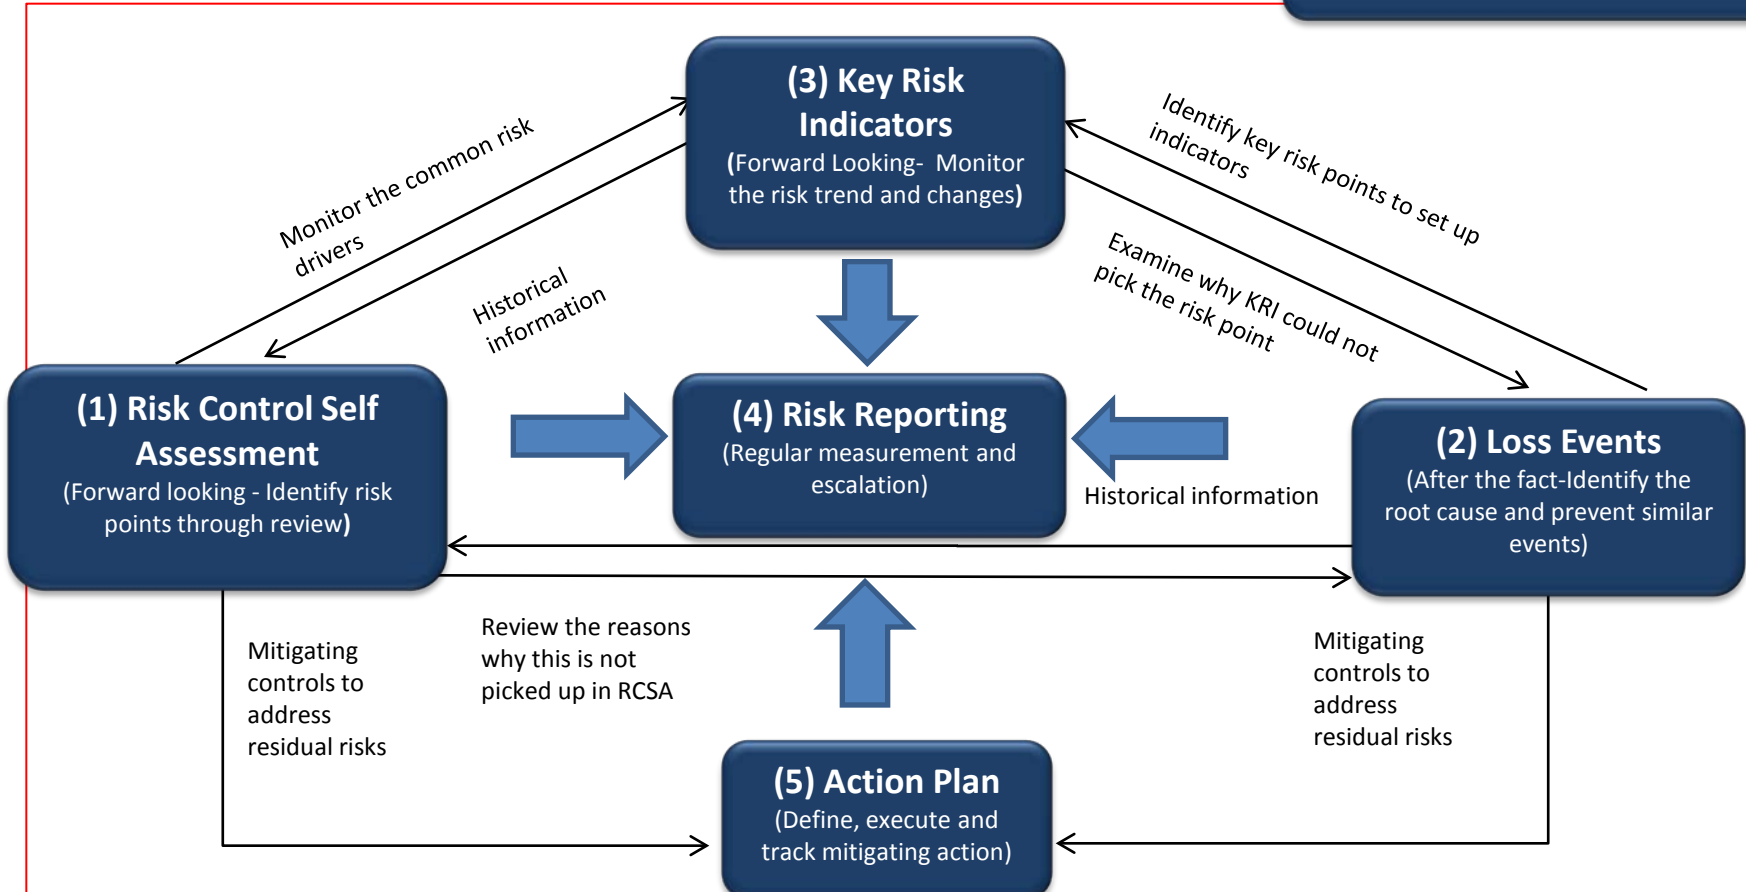 (3) Key Risk
Indicators
(Forward Looking-  Monitor
the risk trend and changes)
Monitor the common risk
drivers
Historical
information
Identify key risk points to set up
indicators
Examine why KRI could not
pick the risk point
(1) Risk Control Self
Assessment
(Forward looking - Identify risk
points through review)
(4) Risk Reporting
(Regular measurement and
escalation)
(2) Loss Events
(After the fact-Identify the
root cause and prevent similar
events)
Historical information
Mitigating
controls to
address
residual risks
Review the reasons
why this is not
picked up in RCSA
Mitigating
controls to
address
residual risks
(5) Action Plan
(Define, execute and
track mitigating action)